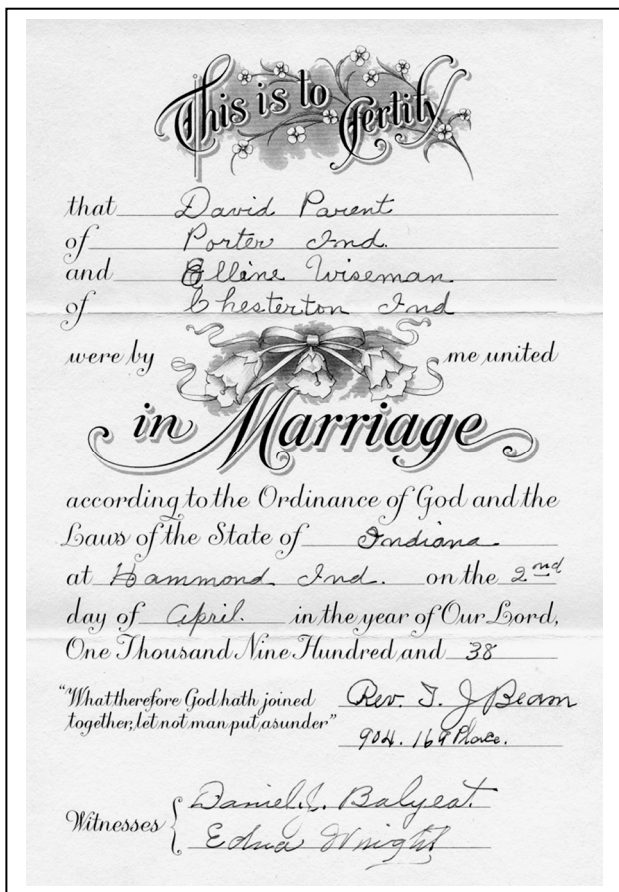 This is to Certify
that David Parent
of Porter Ind.
and Elline Wiseman
of Chesterton Ind
were by me united
in Marriage
according to the Ordinance of God and the
Laws of the State of Indiana
at Hammond Ind. on the 2nd
day of April. in the year of Our Lord,
One Thousand Nine Hundred and 38
"What therefore God hath joined
together, let not man put asunder"
Rev. T. J Beam
904. 169 Place.
Witnesses
Daniel. J. Balyeat.
Edna Wright